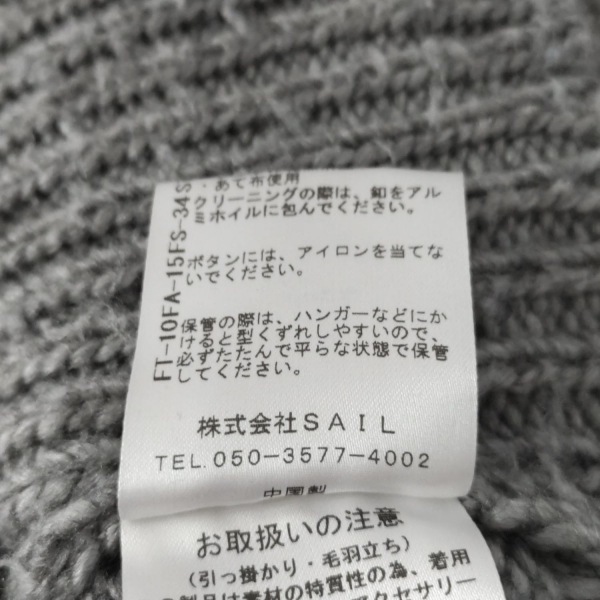 ・あて布使用
クリーニングの際は、釦をアル
ミホイルに包んでください。
ボタンには、アイロンを当てな
いでください。
保管の際は、ハンガーなどにか
けると型くずれしやすいので、
必ずたたんで平らな状態で保管
してください。
株式会社SAIL
TEL.050-3577-4002
中国製
FI-10FA-15FS-34S
お取扱いの注意
(引っ掛かり・毛羽立ち)
製品は素材の特質性の為、着用
アクセサリー